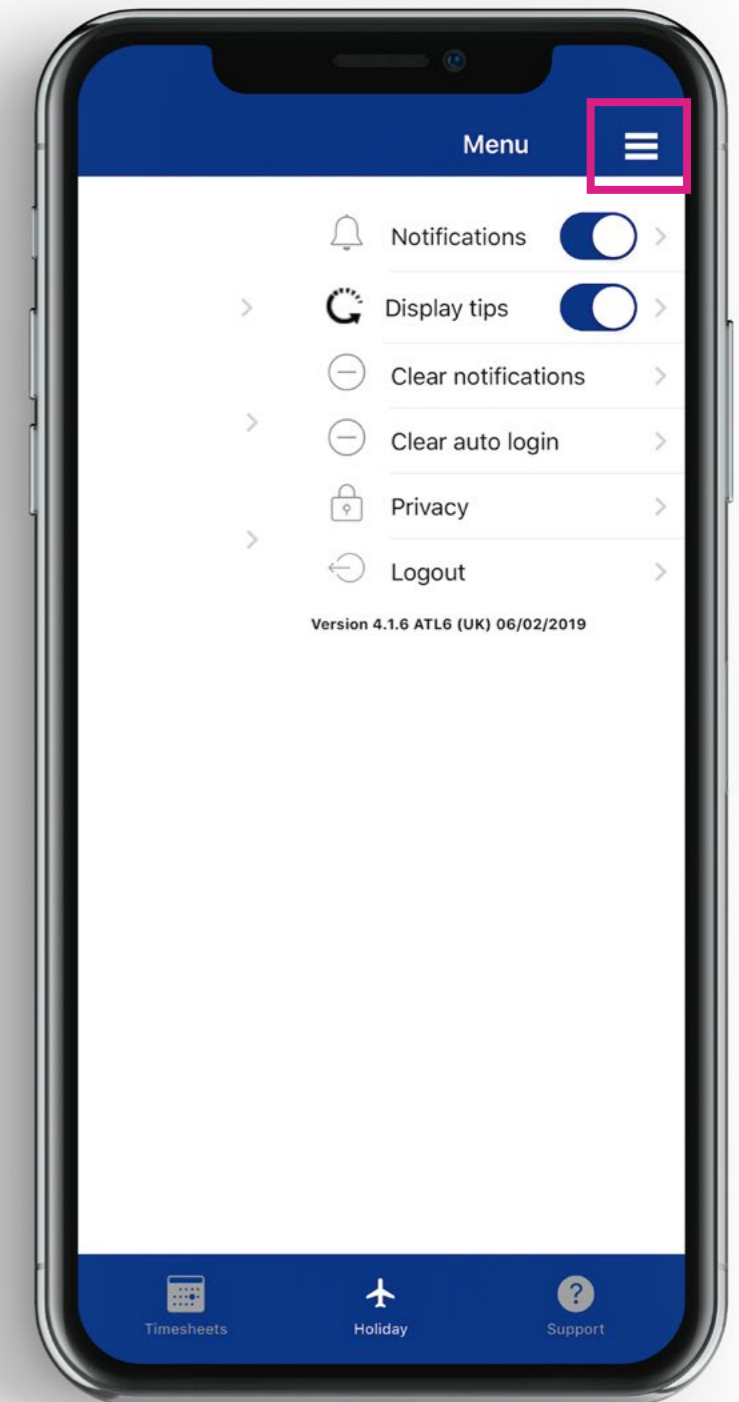 Menu
Notifications
Display tips
Clear notifications
Clear auto login
Privacy
Logout
Version 4.1.6 ATL6 (UK) 06/02/2019
Timesheets Holiday Support